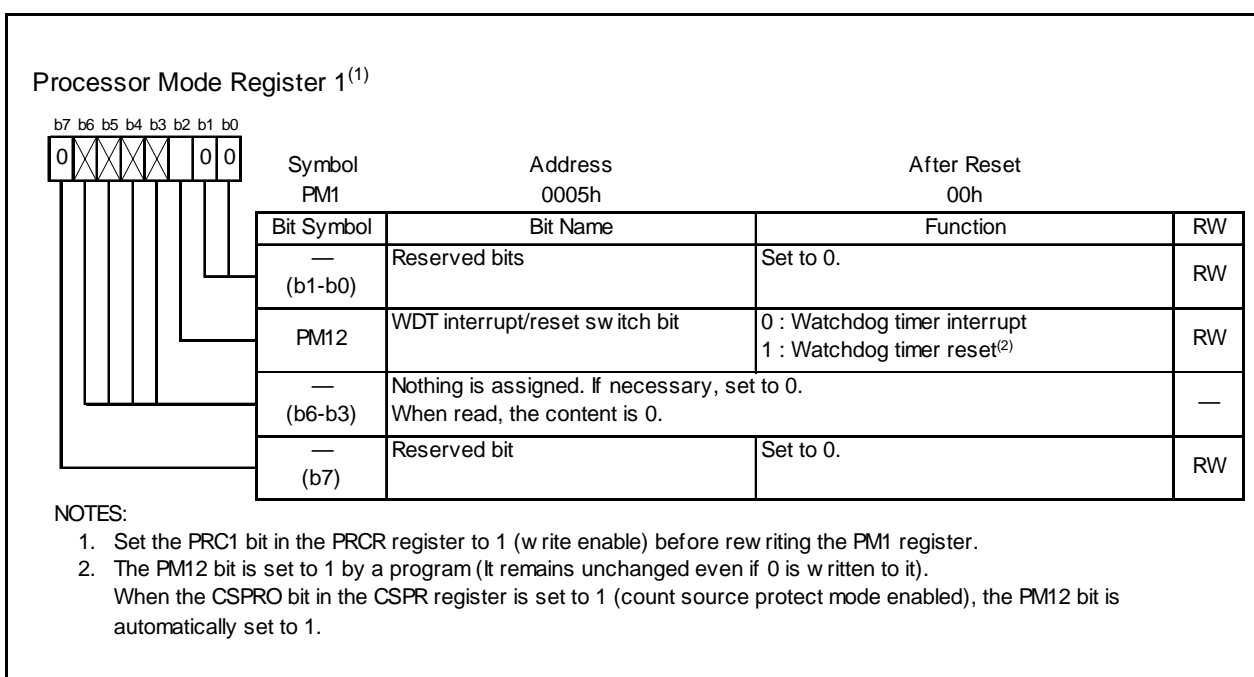 Processor Mode Register 1(1)
b7 b6 b5 b4 b3 b2 b1 b0
0 0 0
Symbol Address After Reset
PM1 0005h 00h
Bit Symbol Bit Name Function RW
— (b1-b0) Reserved bits Set to 0. RW
PM12 WDT interrupt/reset switch bit 0 : Watchdog timer interrupt
1 : Watchdog timer reset(2) RW
— (b6-b3) Nothing is assigned. If necessary, set to 0.
When read, the content is 0. —
— (b7) Reserved bit Set to 0. RW
NOTES:
1. Set the PRC1 bit in the PRCR register to 1 (write enable) before rewriting the PM1 register.
2. The PM12 bit is set to 1 by a program (It remains unchanged even if 0 is written to it).
When the CSPRO bit in the CSPR register is set to 1 (count source protect mode enabled), the PM12 bit is
automatically set to 1.